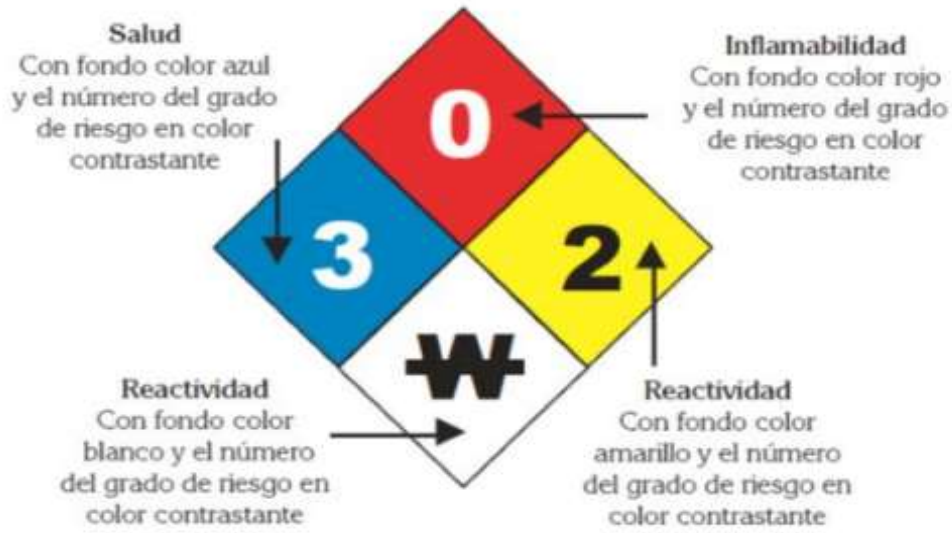 Salud
Con fondo color azul
y el número del grado
de riesgo en color
contrastante
Inflamabilidad
Con fondo color rojo
y el número del grado
de riesgo en color
contrastante
0
3
2
W
Reactividad
Con fondo color
blanco y el número
del grado de riesgo en
color contrastante
Reactividad
Con fondo color
amarillo y el número
del grado de riesgo en
color contrastante